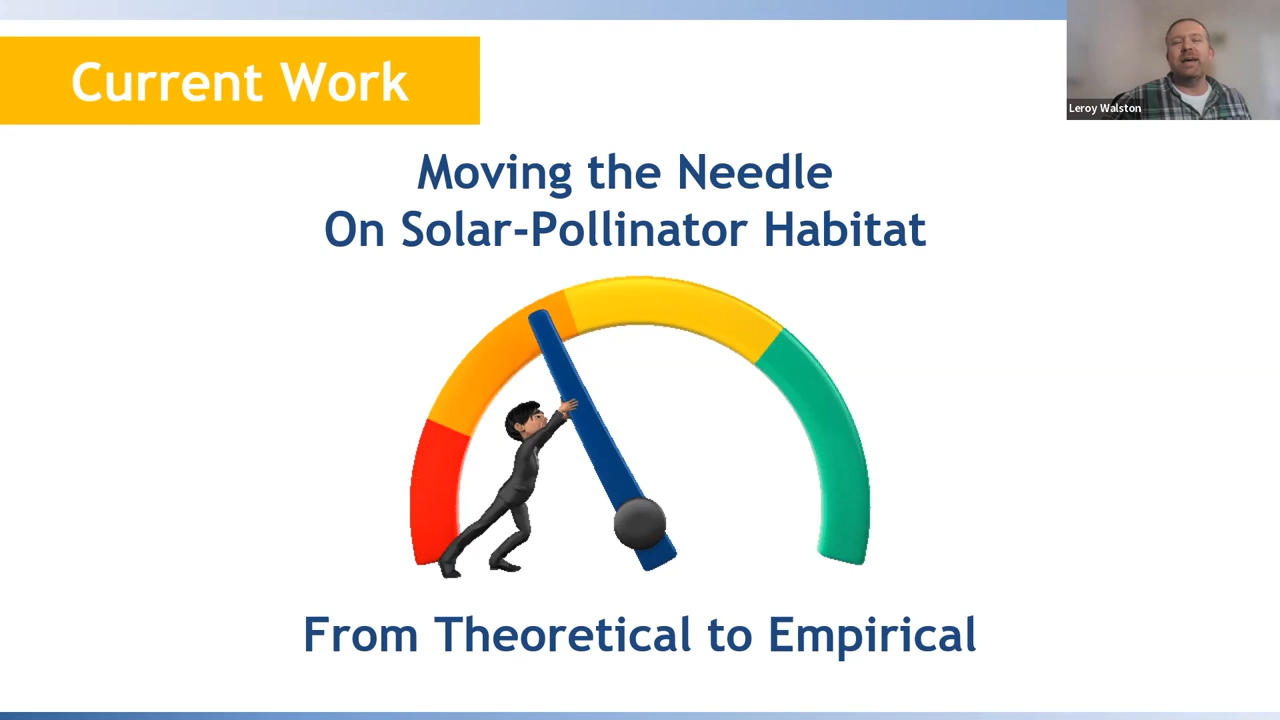 Current Work
Leroy Walston
Moving the Needle
On Solar-Pollinator Habitat
From Theoretical to Empirical